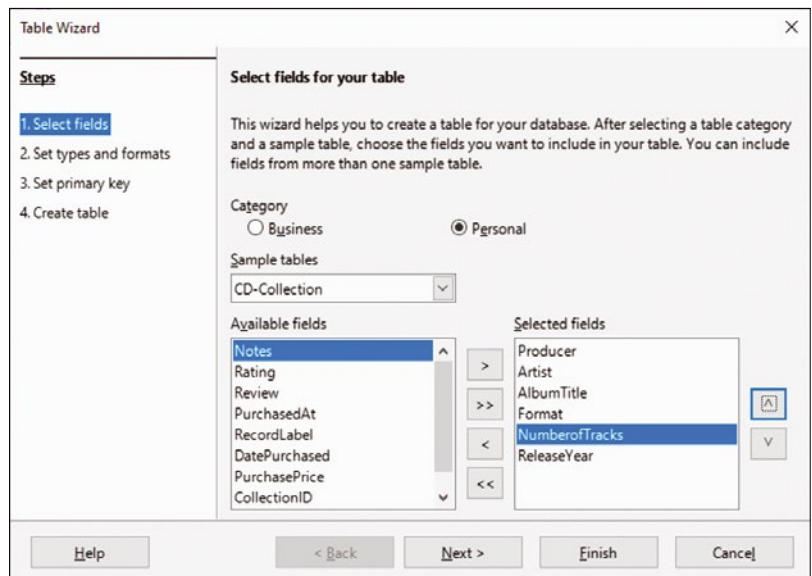 Table Wizard
Steps
1. Select fields
2. Set types and formats
3. Set primary key
4. Create table
Select fields for your table
This wizard helps you to create a table for your database. After selecting a table category
and a sample table, choose the fields you want to include in your table. You can include
fields from more than one sample table.
Category
Business
Personal
Sample tables
CD-Collection
Available fields
Notes
Rating
Review
PurchasedAt
RecordLabel
DatePurchased
PurchasePrice
CollectionID
>
>>
<
<<
Selected fields
Producer
Artist
AlbumTitle
Format
NumberofTracks
ReleaseYear
Help
< Back
Next >
Finish
Cancel